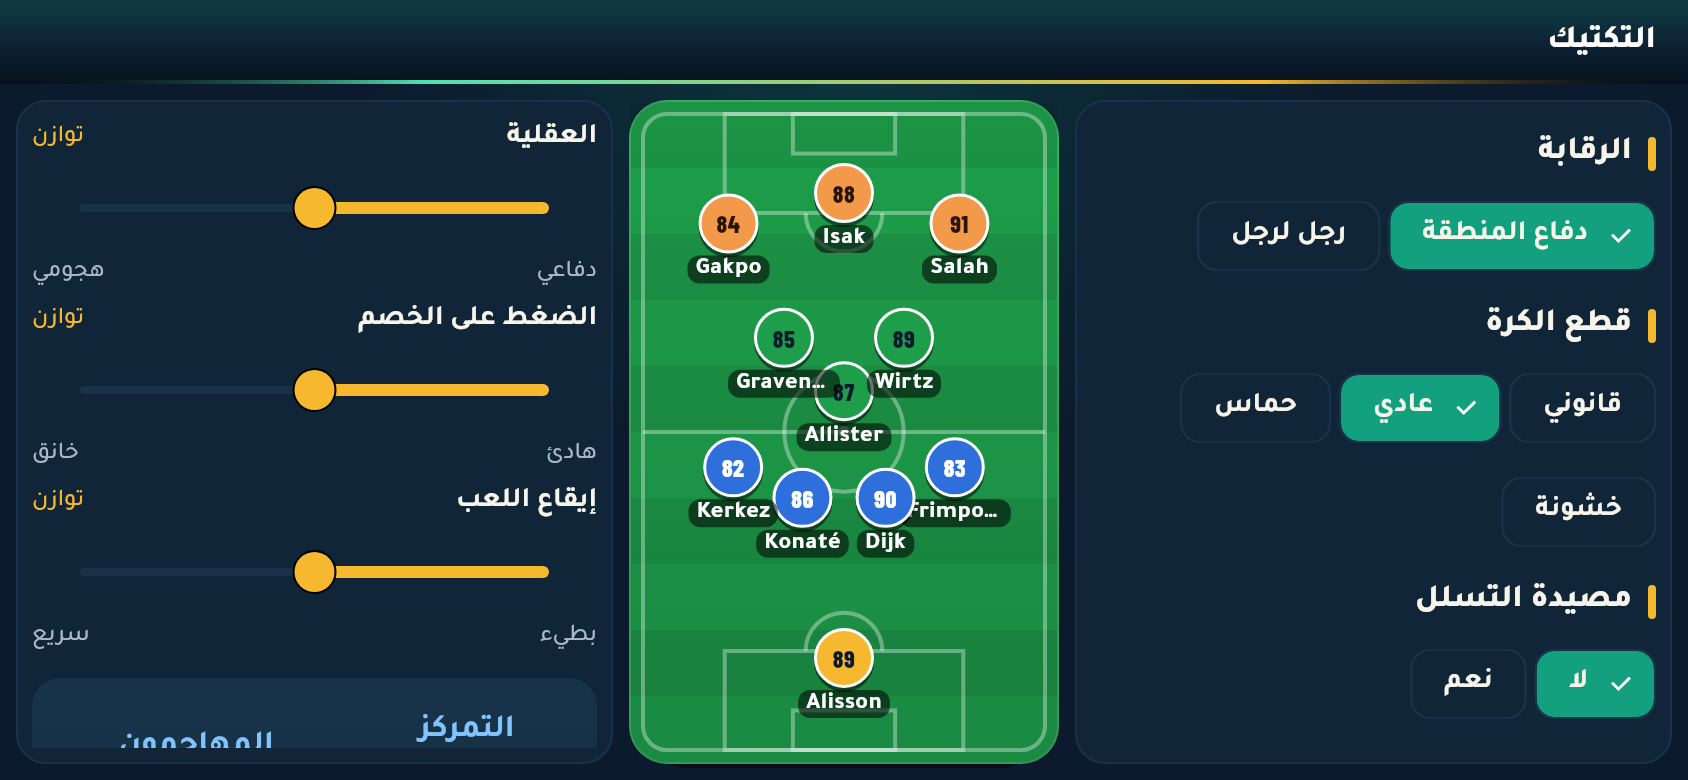 التكتيك
الرقابة
دفاع المنطقة
رجل لرجل
قطع الكرة
قانوني
عادي
حماس
خشونة
مصيدة التسلل
لا
نعم
88
Isak
84
Gakpo
91
Salah
85
Graven...
89
Wirtz
87
Allister
82
Kerkez
86
Konaté
90
Dijk
83
Frimpo...
89
Alisson
العقلية
توازن
دفاعي
هجومي
الضغط على الخصم
توازن
هادئ
خانق
إيقاع اللعب
توازن
بطيء
سريع
التمركز
المهاجمون